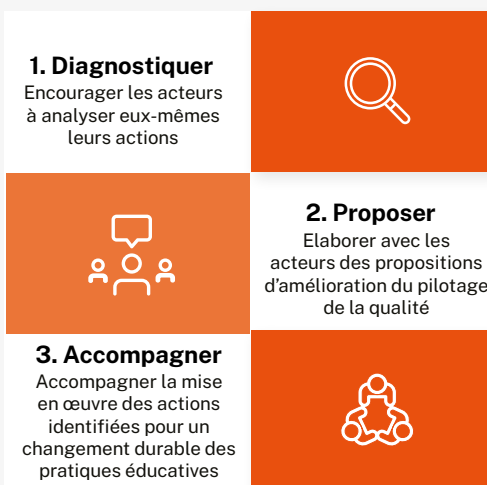 1. Diagnostiquer
Encourager les acteurs
à analyser eux-mêmes
leurs actions
2. Proposer
Elaborer avec les
acteurs des propositions
d'amélioration du pilotage
de la qualité
3. Accompagner
Accompagner la mise
en œuvre des actions
identifiées pour un
changement durable des
pratiques éducatives